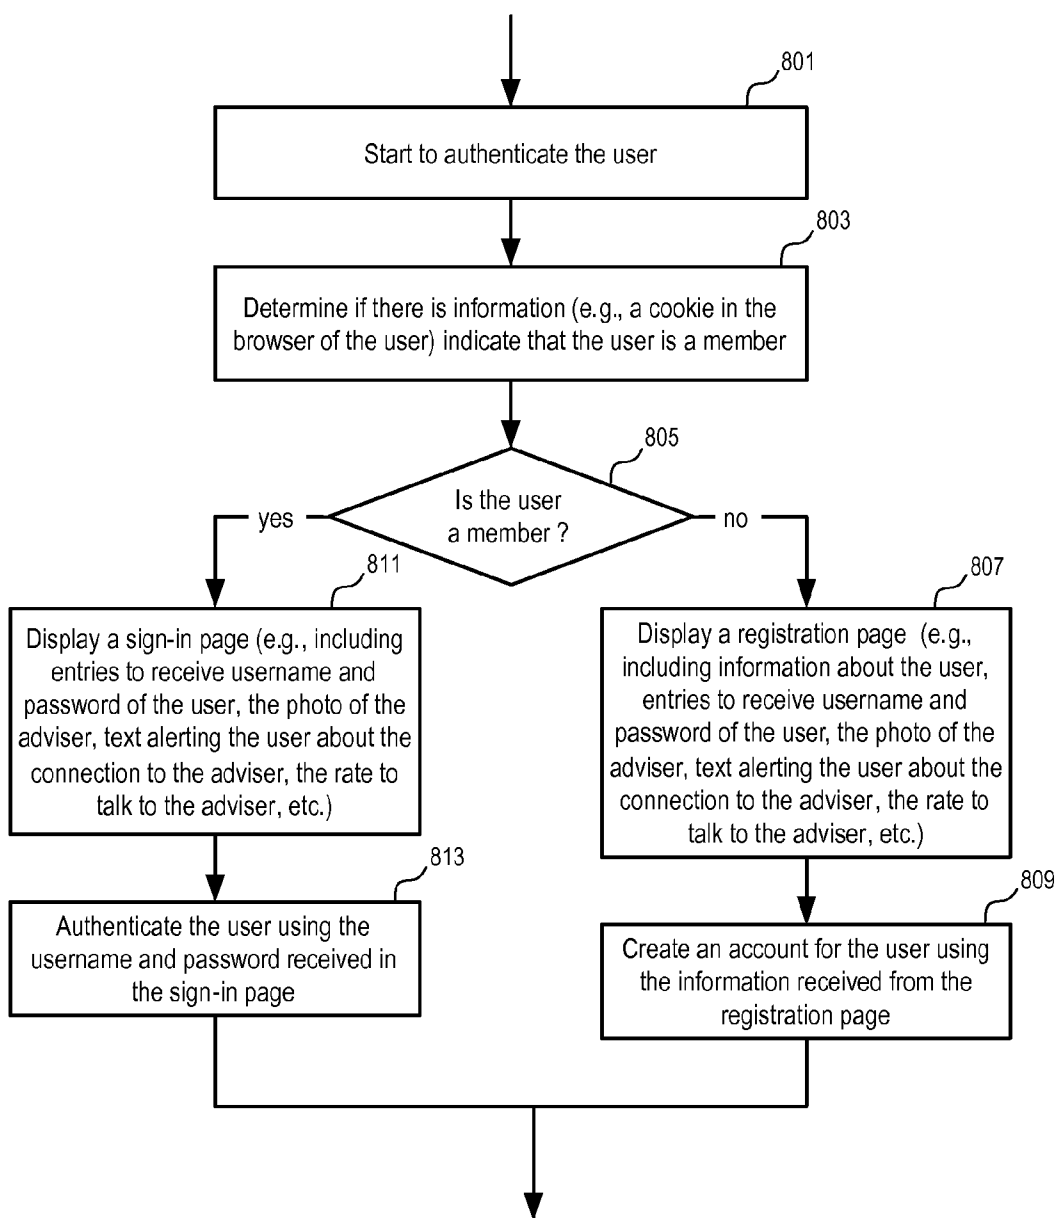 801
Start to authenticate the user
803
Determine if there is information (e.g., a cookie in the
browser of the user) indicate that the user is a member
805
Is the user
a member ?
yes
no
811
Display a sign-in page (e.g., including
entries to receive username and
password of the user, the photo of the
adviser, text alerting the user about the
connection to the adviser, the rate to
talk to the adviser, etc.)
807
Display a registration page (e.g.,
including information about the user,
entries to receive username and
password of the user, the photo of the
adviser, text alerting the user about the
connection to the adviser, the rate to
talk to the adviser, etc.)
813
Authenticate the user using the
username and password received in
the sign-in page
809
Create an account for the user using
the information received from the
registration page